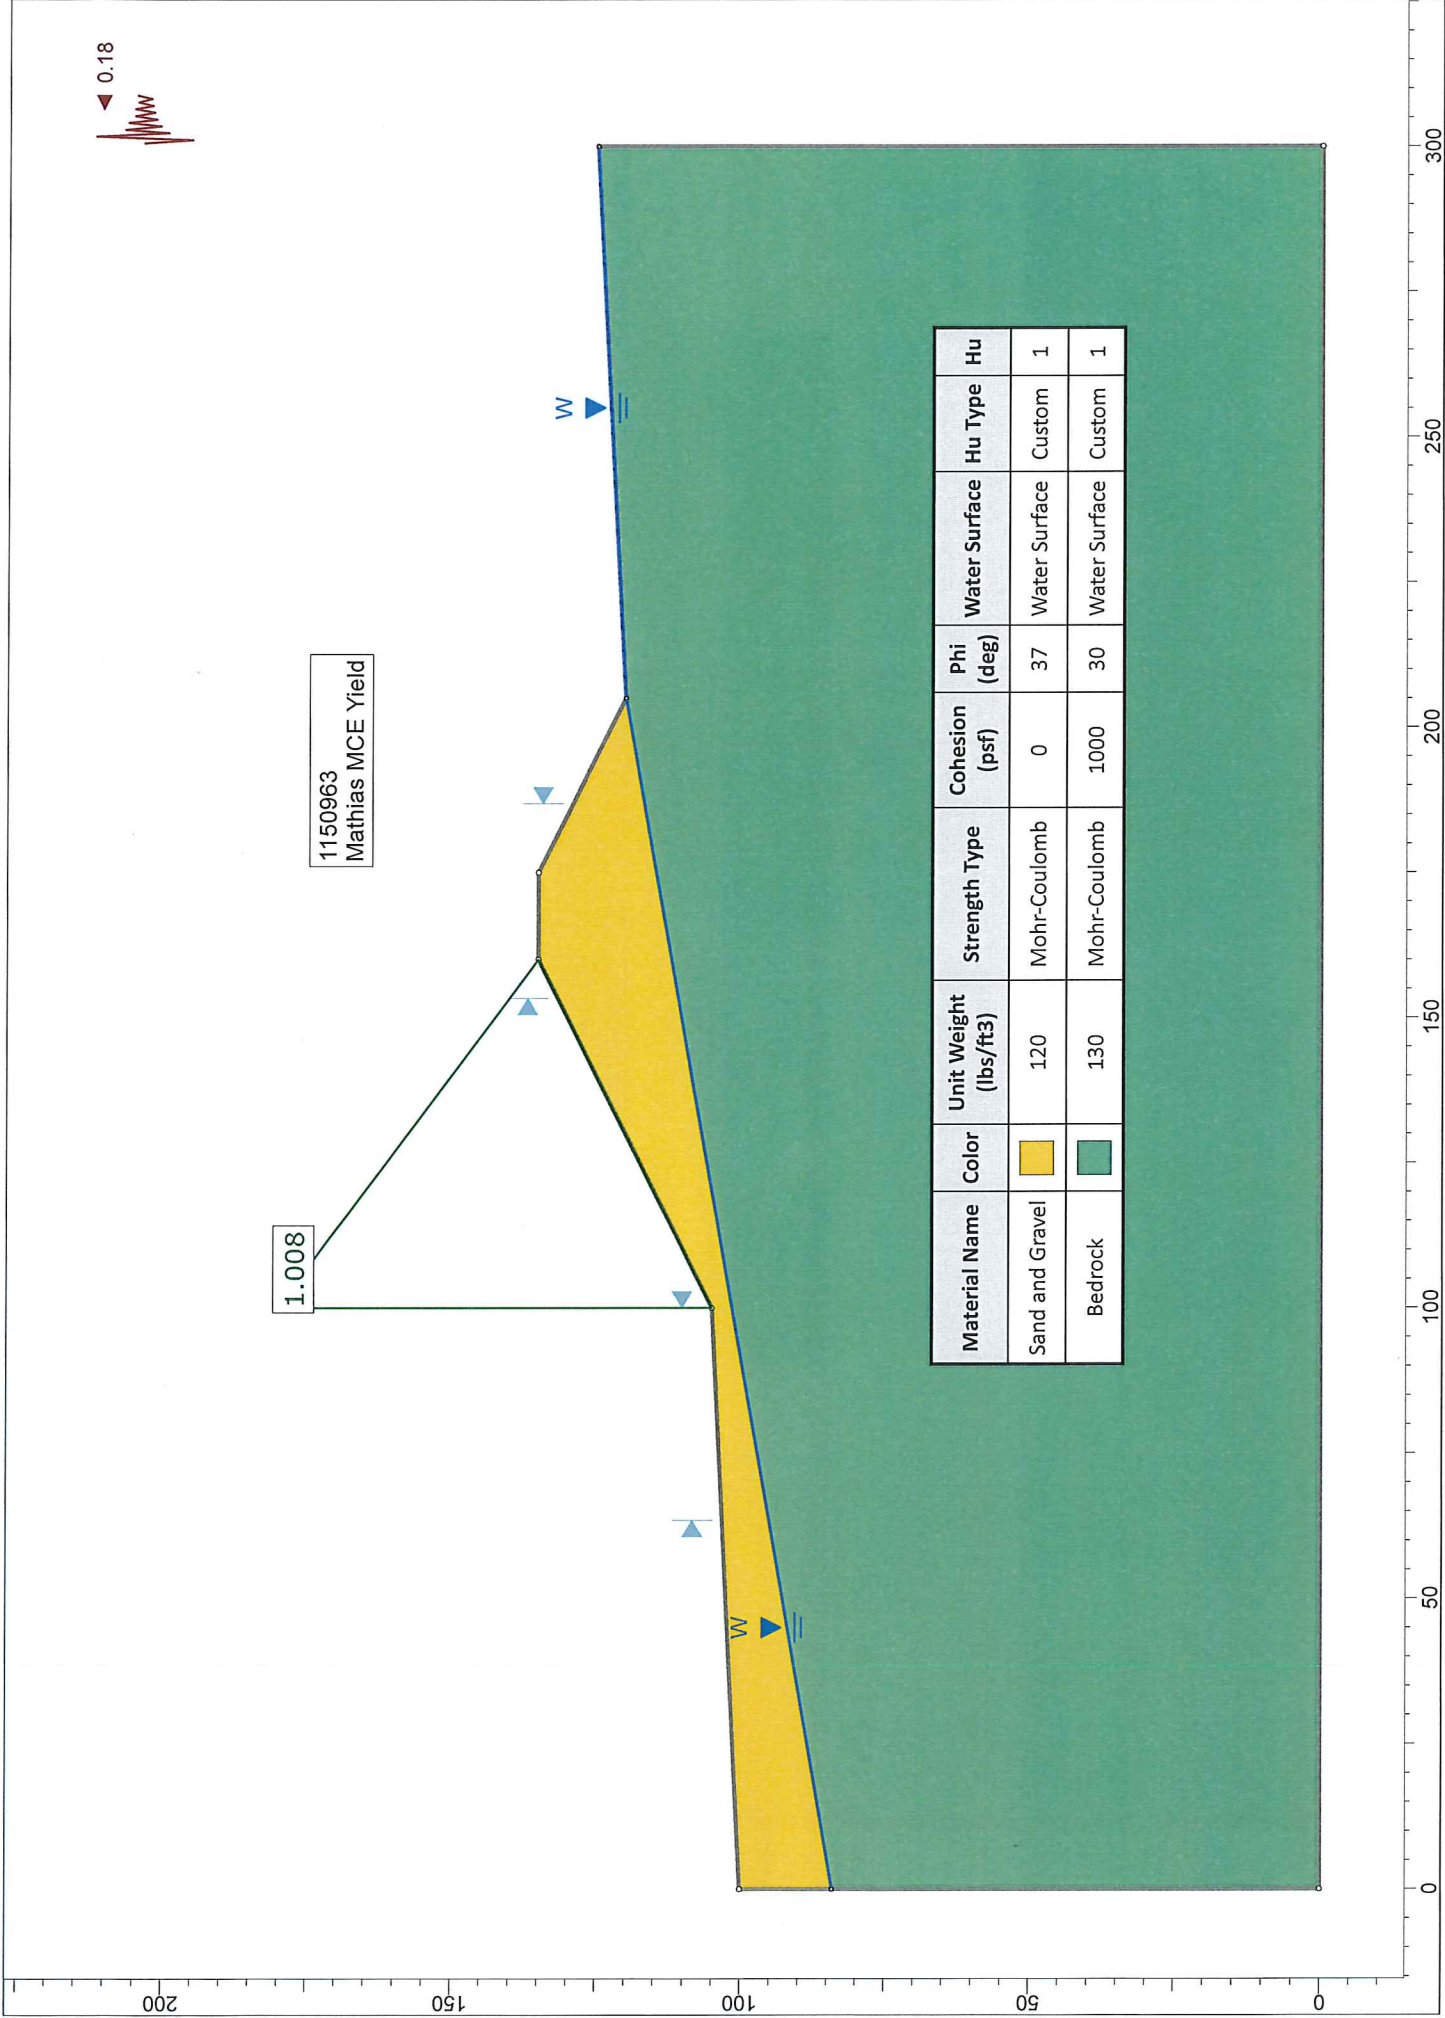 0.18
1150963
Mathias MCE Yield
1.008
W
W
Material Name Color Unit Weight (lbs/ft3) Strength Type Cohesion (psf) Phi (deg) Water Surface Hu Type Hu
Sand and Gravel 120 Mohr-Coulomb 0 37 Water Surface Custom 1
Bedrock 130 Mohr-Coulomb 1000 30 Water Surface Custom 1
200
150
100
50
0
0 50 100 150 200 250 300